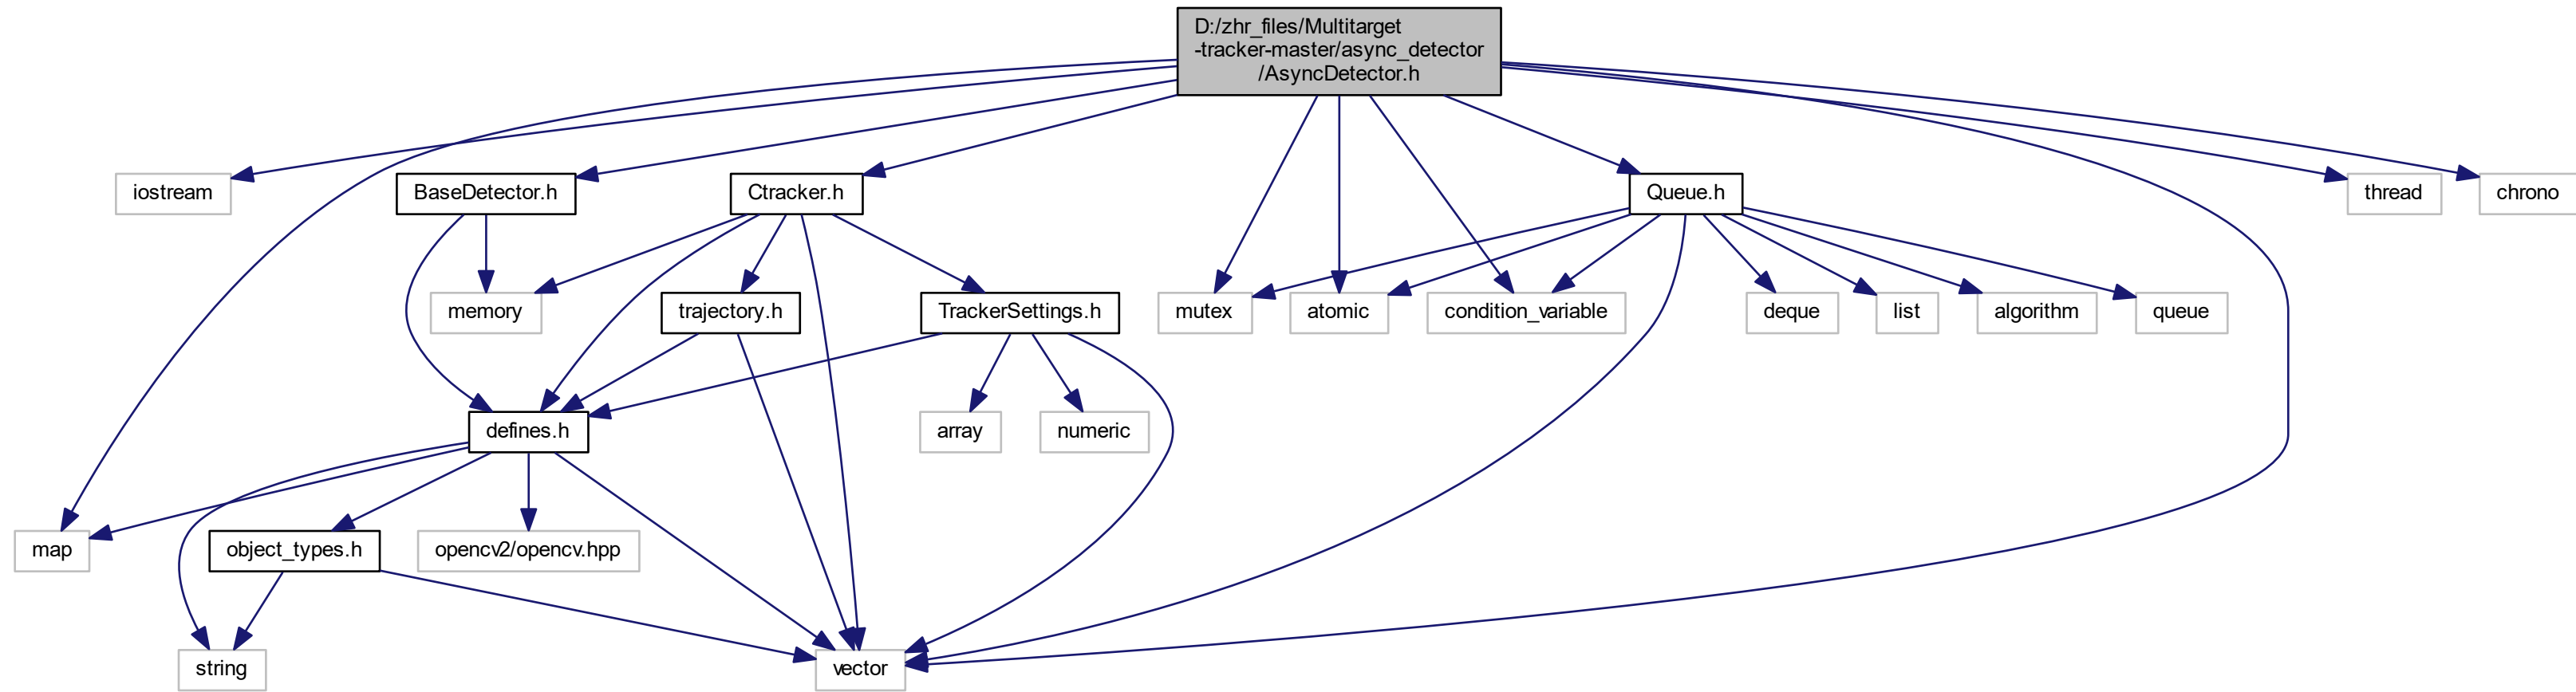 D:/zhr_files/Multitarget
-tracker-master/async_detector
/AsyncDetector.h
iostream
BaseDetector.h
Ctracker.h
Queue.h
thread
chrono
memory
trajectory.h
TrackerSettings.h
mutex
atomic
condition_variable
deque
list
algorithm
queue
defines.h
array
numeric
map
object_types.h
opencv2/opencv.hpp
string
vector